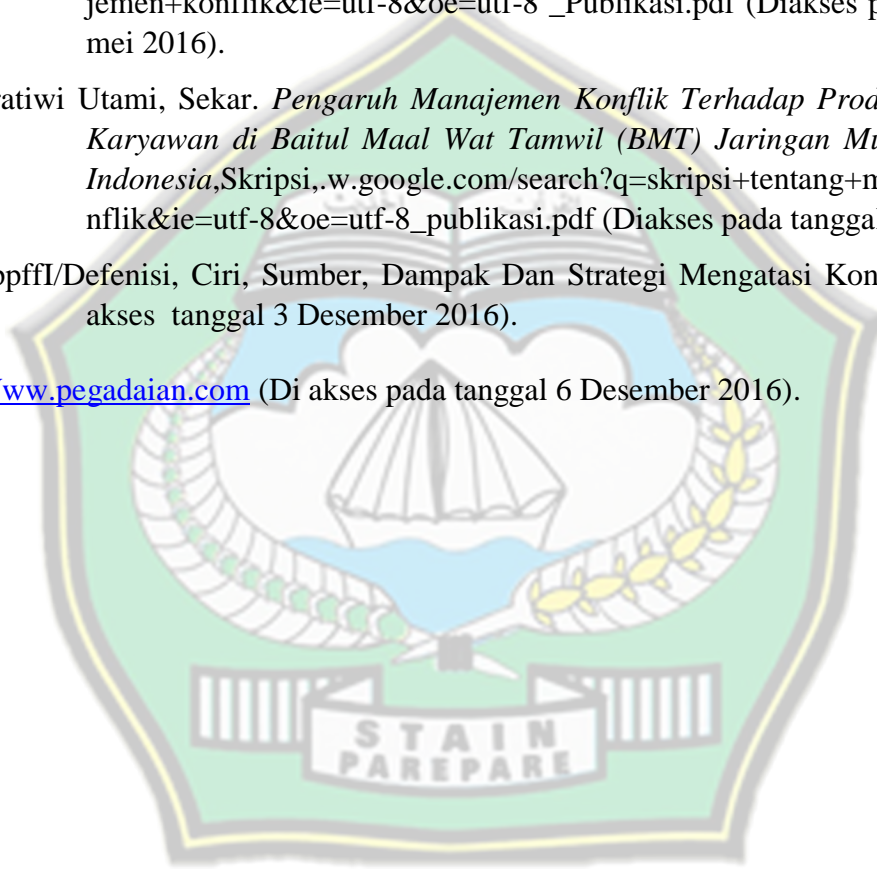 jemen+konflik&ie=utf-8&oe=utf-8 _Publikasi.pdf (Diakses p
mei 2016).
ratiwi Utami, Sekar. Pengaruh Manajemen Konflik Terhadap Prod
Karyawan di Baitul Maal Wat Tamwil (BMT) Jaringan Mu
Indonesia,Skripsi,.w.google.com/search?q=skripsi+tentang+m
nflik&ie=utf-8&oe=utf-8_publikasi.pdf (Diakses pada tanggal
ppffI/Defenisi, Ciri, Sumber, Dampak Dan Strategi Mengatasi Kon
akses tanggal 3 Desember 2016).
/ww.pegadaian.com (Di akses pada tanggal 6 Desember 2016).
STAIN
PAREPARE